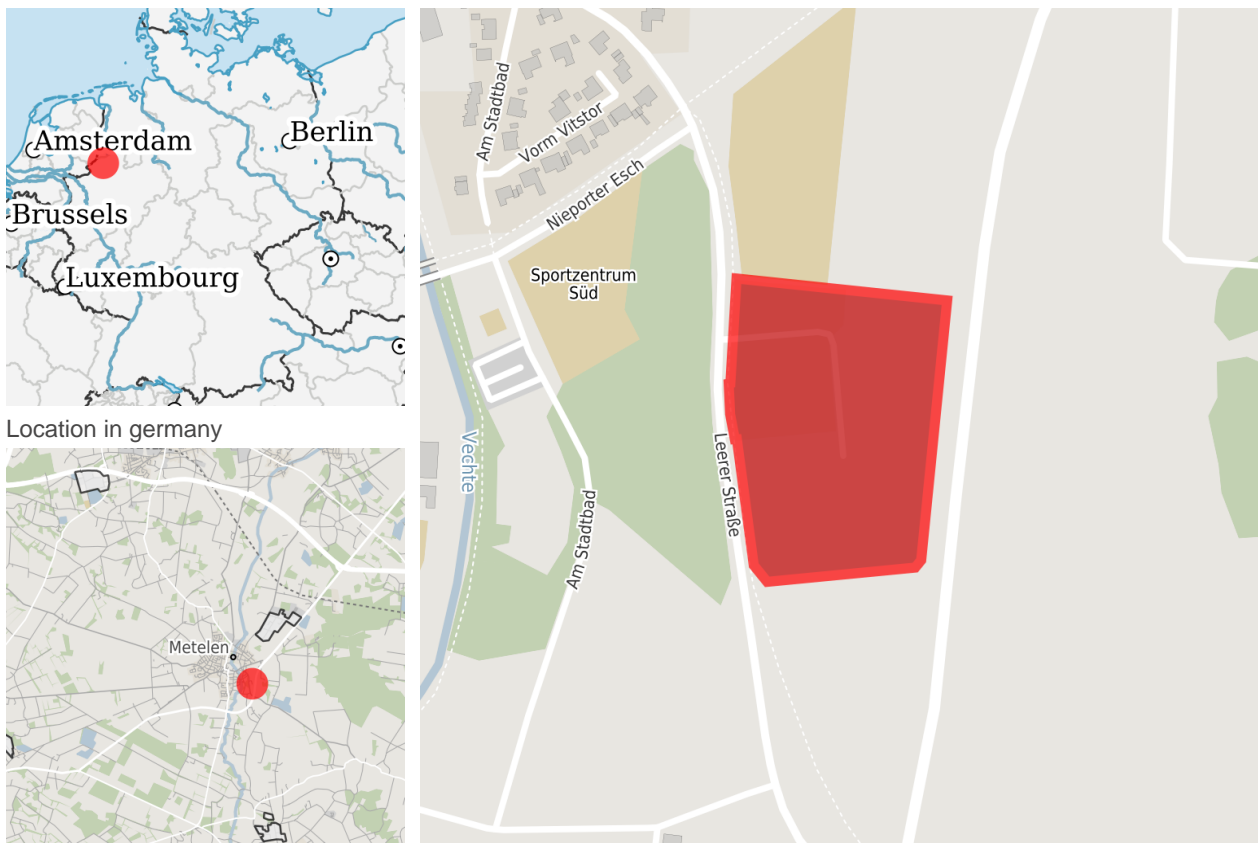 Amsterdam
Berlin
Brussels
Luxembourg
Location in germany
Metelen
Am Stadtbad
Vorm Vitstor
Nieporter Esch
Sportzentrum
Süd
Vechte
Leerer Straße
Am Stadtbad